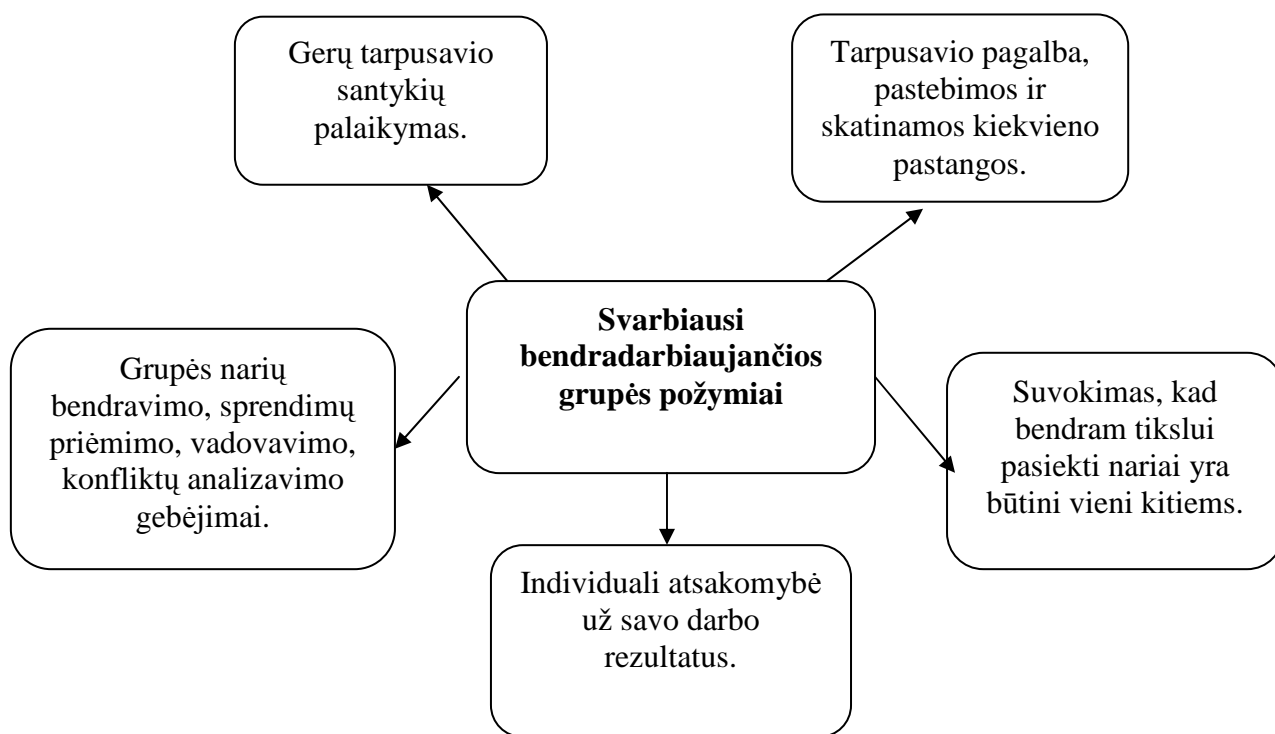 Gerų tarpusavio
santykių
palaikymas.
Tarpusavio pagalba,
pastebimos ir
skatinamos kiekvieno
pastangos.
Svarbiausi
bendradarbiaujančios
grupės požymiai
Grupės narių
bendravimo, sprendimų
priėmimo, vadovavimo,
konfliktų analizavimo
gebėjimai.
Suvokimas, kad
bendram tikslui
pasiekti nariai yra
būtini vieni kitiems.
Individuali atsakomybė
už savo darbo
rezultatus.